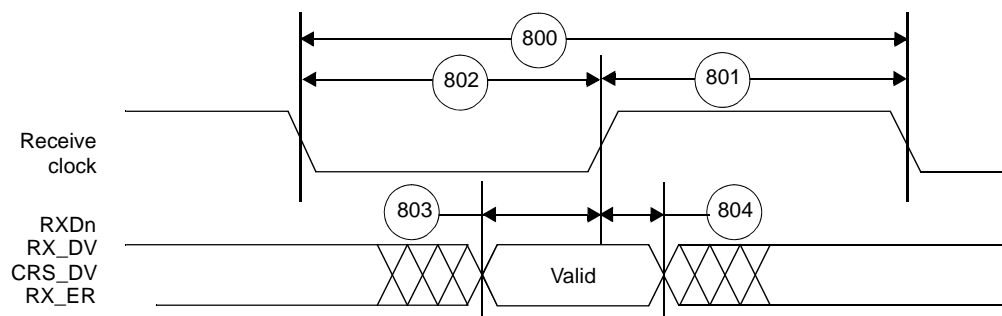 800
802
801
Receive
clock
803
804
RXDn
RX_DV
CRS_DV
RX_ER
Valid